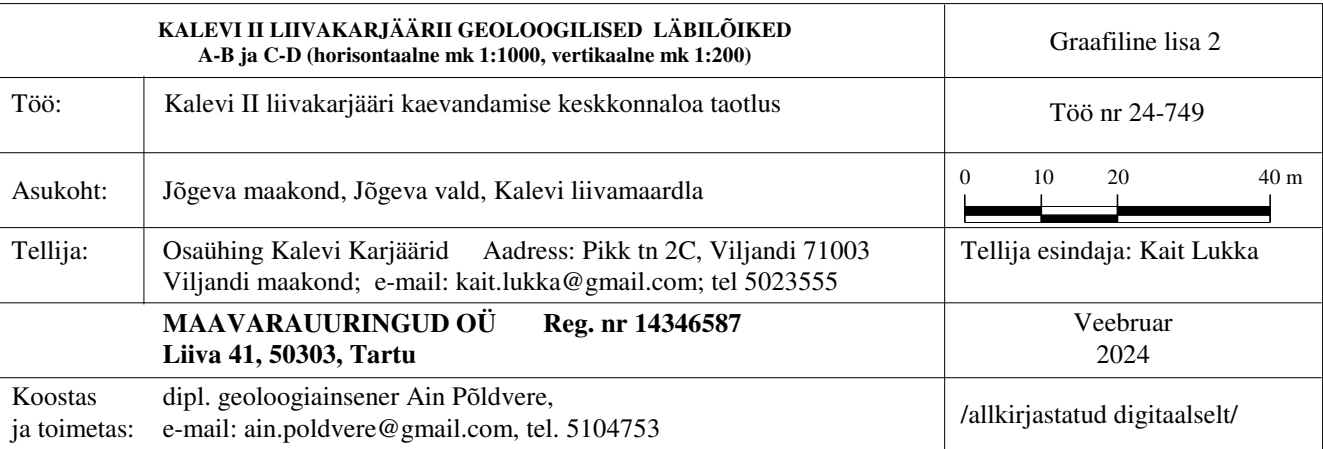 KALEVI II LIIVAKARJÄÄRII GEOLOOGILISED LÄBILÕIKED
A-B ja C-D (horisontaalne mk 1:1000, vertikaalne mk 1:200)
Graafiline lisa 2
Töö: Kalevi II liivakarjääri kaevandamise keskkonnaloa taotlus
Töö nr 24-749
Asukoht: Jõgeva maakond, Jõgeva vald, Kalevi liivamaardla
0 10 20 40 m
Tellija: Osaühing Kalevi Karjäärid Aadress: Pikk tn 2C, Viljandi 71003
Viljandi maakond; e-mail: kait.lukka@gmail.com; tel 5023555
Tellija esindaja: Kait Lukka
MAAVARAUURINGUD OÜ Reg. nr 14346587
Liiva 41, 50303, Tartu
Veebruar
2024
Koostas dipl. geoloogiainsener Ain Põldvere,
ja toimetas: e-mail: ain.poldvere@gmail.com, tel. 5104753
/allkirjastatud digitaalselt/